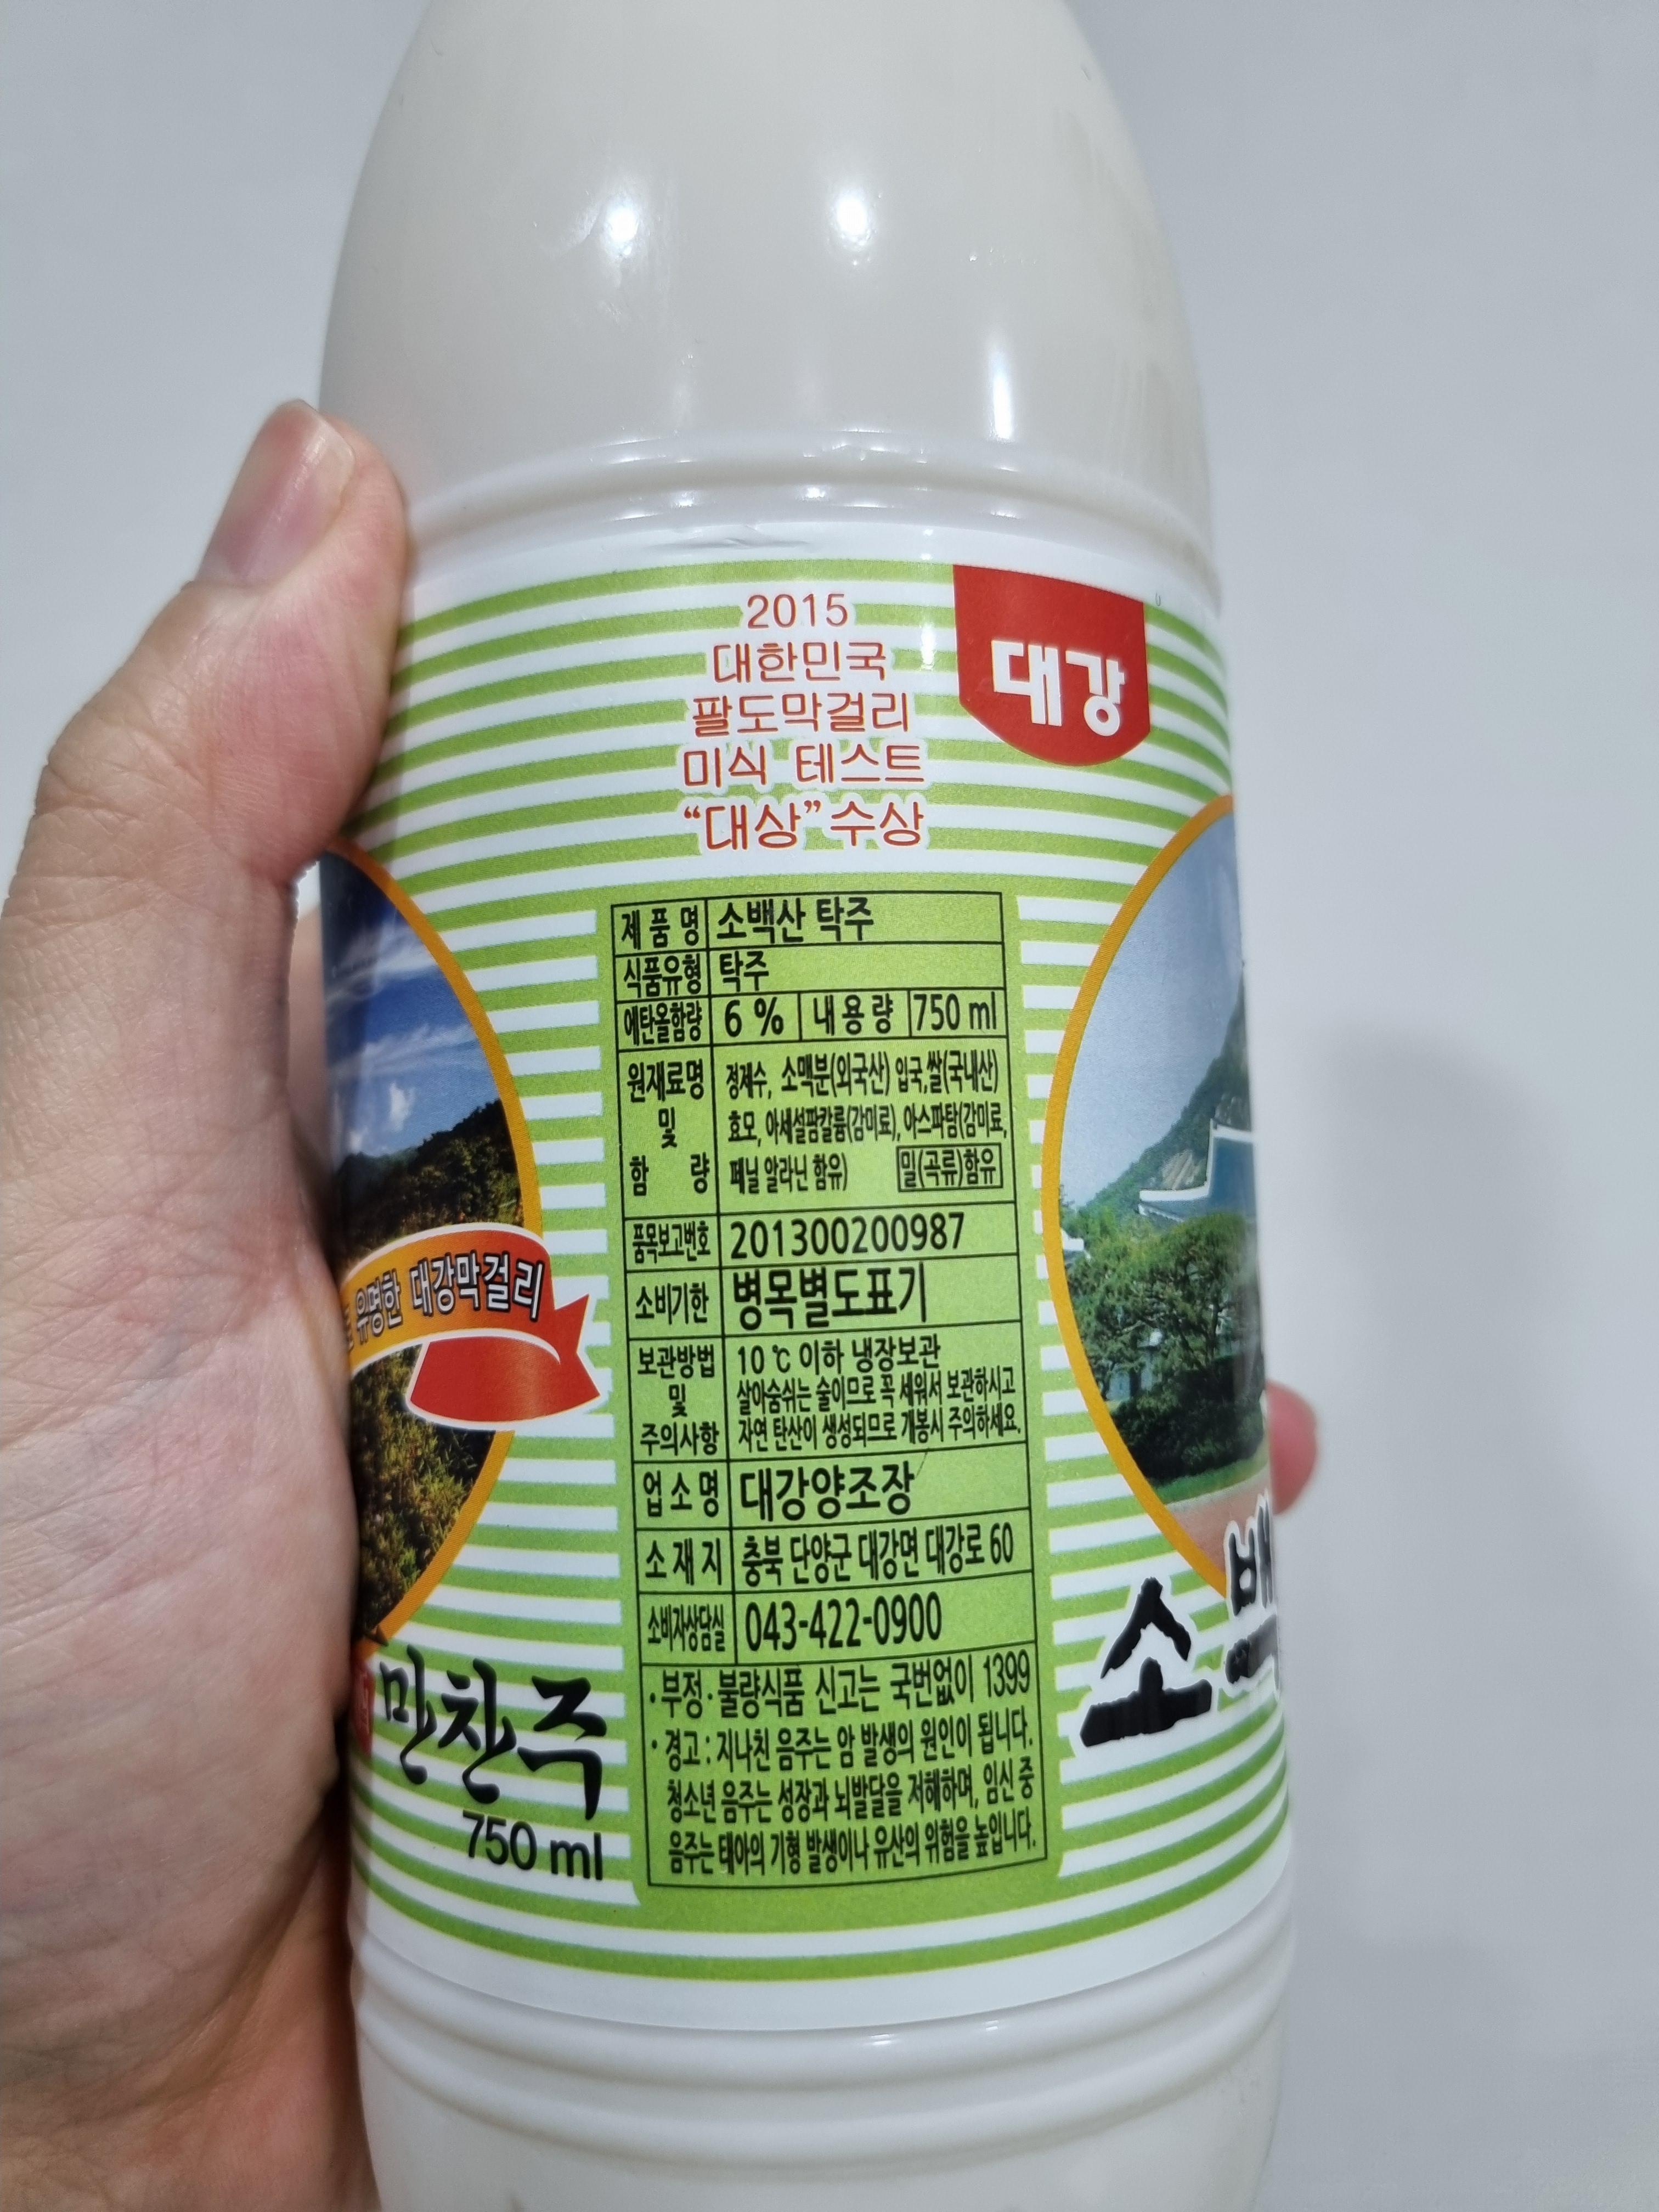 2015
대한민국
팔도막걸리
미식 테스트
“대상”수상
대강
제품명 소백산 탁주
식품유형 탁주
에탄올함량 6 % 내용량 750 ml
원재료명 및 함량 정제수, 소맥분(외국산) 입국,쌀(국내산)
효모, 아세설팜칼륨(감미료), 아스파탐(감미료,
페닐 알라닌 함유) 밀(곡류)함유
품목보고번호 201300200987
소비기한 병목별도표기
보관방법 및 주의사항 10℃ 이하 냉장보관
살아숨쉬는 술이므로 꼭 세워서 보관하시고
자연 탄산이 생성되므로 개봉시 주의하세요.
업소명 대강양조장
소재지 충북 단양군 대강면 대강로 60
소비자상담실 043-422-0900
·부정·불량식품 신고는 국번없이 1399
·경고 : 지나친 음주는 암 발생의 원인이 됩니다.
청소년 음주는 성장과 뇌발달을 저해하며, 임신 중
음주는 태아의 기형 발생이나 유산의 위험을 높입니다.
유명한 대강막걸리
만찬주
750 ml
소백